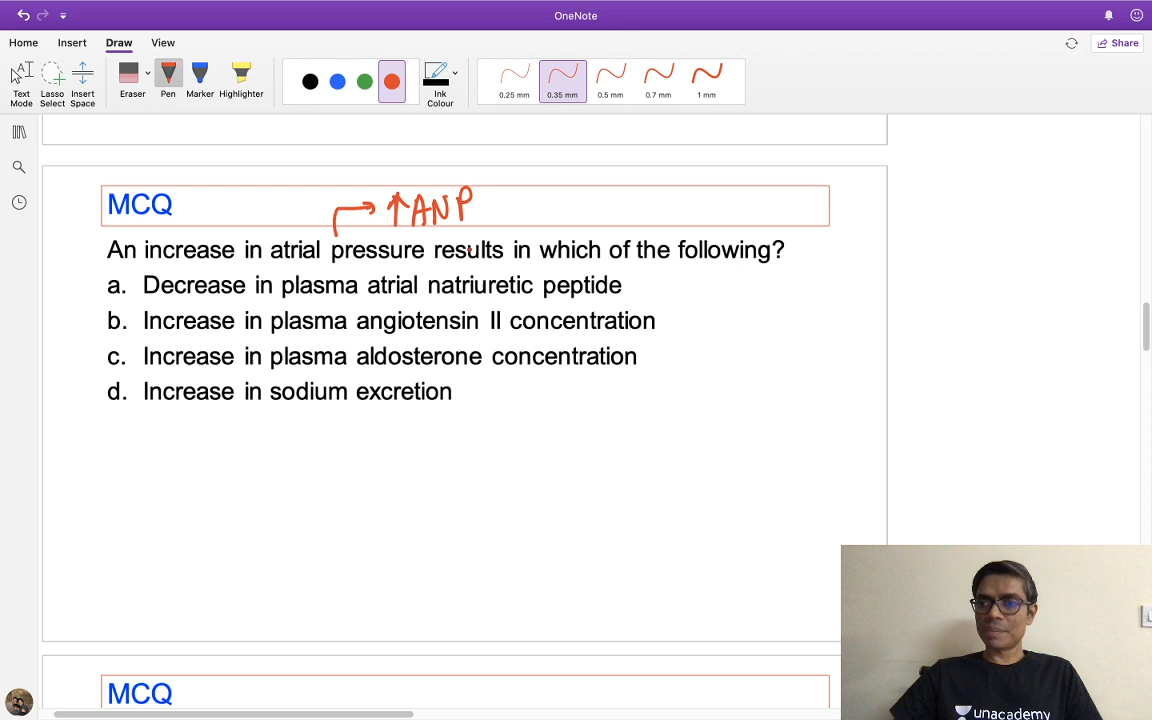 OneNote
Home Insert Draw View
Share
Text Mode
Lasso Select
Insert Space
Eraser
Pen
Marker
Highlighter
Ink Colour
0.25 mm
0.35 mm
0.5 mm
0.7 mm
1 mm
MCQ
↑ ANP
An increase in atrial pressure results in which of the following?
a. Decrease in plasma atrial natriuretic peptide
b. Increase in plasma angiotensin II concentration
c. Increase in plasma aldosterone concentration
d. Increase in sodium excretion
MCQ
unacademy